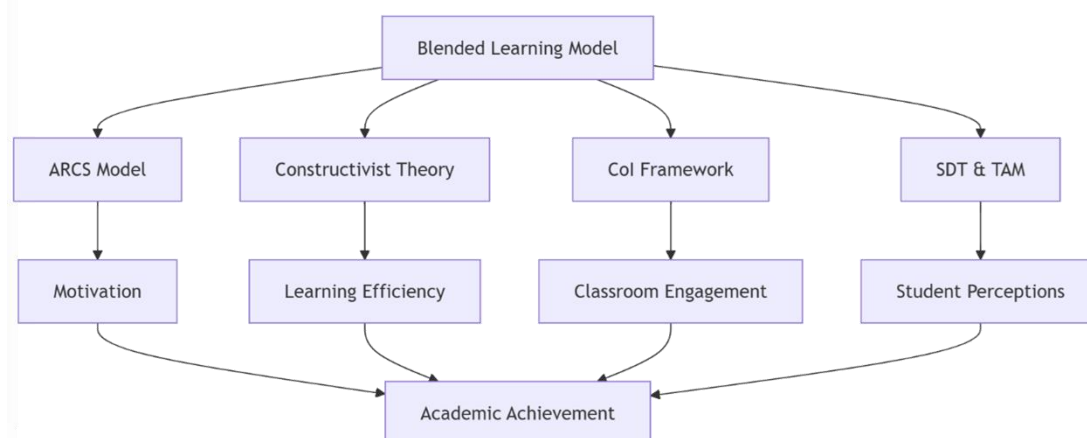 Blended Learning Model
ARCS Model
Constructivist Theory
CoI Framework
SDT & TAM
Motivation
Learning Efficiency
Classroom Engagement
Student Perceptions
Academic Achievement